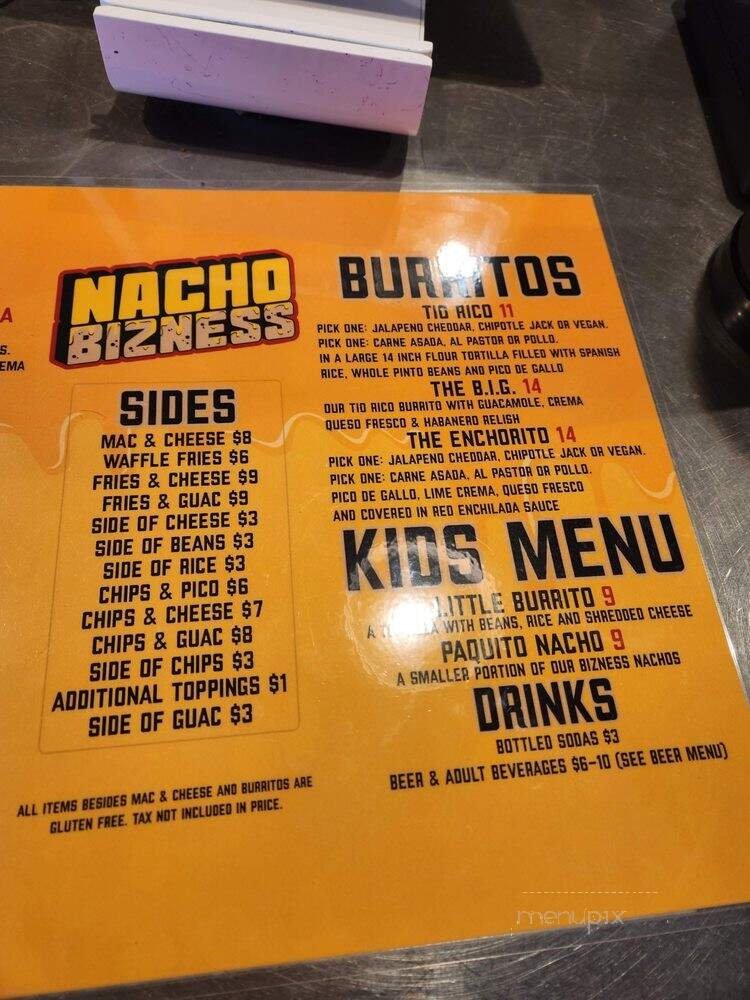 A
S.
EMA
NACHO
BIZNESS
SIDES
MAC & CHEESE $8
WAFFLE FRIES $6
FRIES & CHEESE $9
FRIES & GUAC $9
SIDE OF CHEESE $3
SIDE OF BEANS $3
SIDE OF RICE $3
CHIPS & PICO $6
CHIPS & CHEESE $7
CHIPS & GUAC $8
SIDE OF CHIPS $3
ADDITIONAL TOPPINGS $1
SIDE OF GUAC $3
ALL ITEMS BESIDES MAC & CHEESE AND BURRITOS ARE
GLUTEN FREE. TAX NOT INCLUDED IN PRICE.
BURRITOS
TIO RICO 11
PICK ONE: JALAPENO CHEDDAR, CHIPOTLE JACK OR VEGAN.
PICK ONE: CARNE ASADA, AL PASTOR OR POLLO.
IN A LARGE 14 INCH FLOUR TORTILLA FILLED WITH SPANISH
RICE, WHOLE PINTO BEANS AND PICO DE GALLO
THE B.I.G. 14
OUR TIO RICO BURRITO WITH GUACAMOLE, CREMA
QUESO FRESCO & HABANERO RELISH
THE ENCHORITO 14
PICK ONE: JALAPENO CHEDDAR, CHIPOTLE JACK OR VEGAN.
PICK ONE: CARNE ASADA, AL PASTOR OR POLLO.
PICO DE GALLO, LIME CREMA, QUESO FRESCO
AND COVERED IN RED ENCHILADA SAUCE
KIDS MENU
LITTLE BURRITO 9
A WITH BEANS, RICE AND SHREDDED CHEESE
PAQUITO NACHO 9
A SMALLER PORTION OF OUR BIZNESS NACHOS
DRINKS
BOTTLED SODAS $3
BEER & ADULT BEVERAGES $6-10 (SEE BEER MENU)
menupix